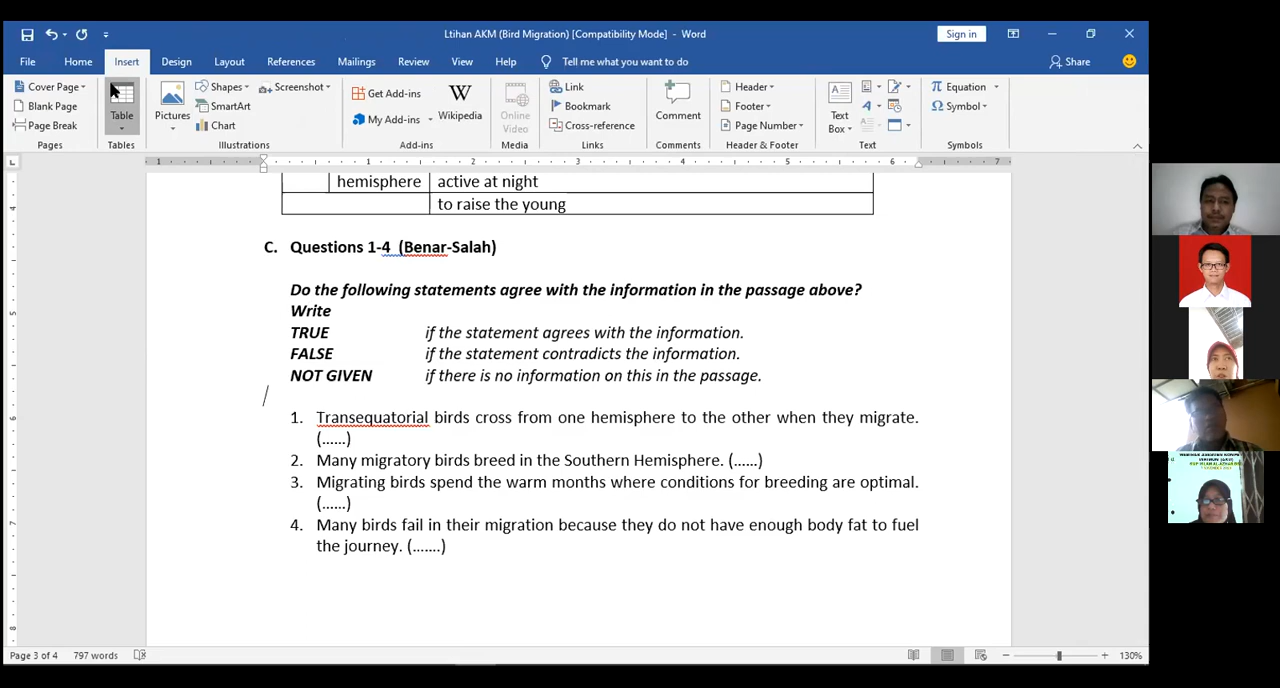 Ltihan AKM (Bird Migration) [Compatibility Mode] - Word
Sign in
File Home Insert Design Layout References Mailings Review View Help Tell me what you want to do
Share
Cover Page
Blank Page
Page Break
Pages
Table
Tables
Pictures
Shapes
SmartArt
Chart
Screenshot
Illustrations
Get Add-ins
My Add-ins
Wikipedia
Add-ins
Online
Video
Media
Link
Bookmark
Cross-reference
Links
Comment
Comments
Header
Footer
Page Number
Header & Footer
Text
Box
Text
Equation
Symbol
Symbols
1 1 2 3 4 5 6 7
hemisphere active at night
to raise the young
C. Questions 1-4 (Benar-Salah)
Do the following statements agree with the information in the passage above?
Write
TRUE if the statement agrees with the information.
FALSE if the statement contradicts the information.
NOT GIVEN if there is no information on this in the passage.
1. Transequatorial birds cross from one hemisphere to the other when they migrate.
(......)
2. Many migratory birds breed in the Southern Hemisphere. (......)
3. Migrating birds spend the warm months where conditions for breeding are optimal.
(......)
4. Many birds fail in their migration because they do not have enough body fat to fuel
the journey. (.......)
Page 3 of 4 797 words
130%